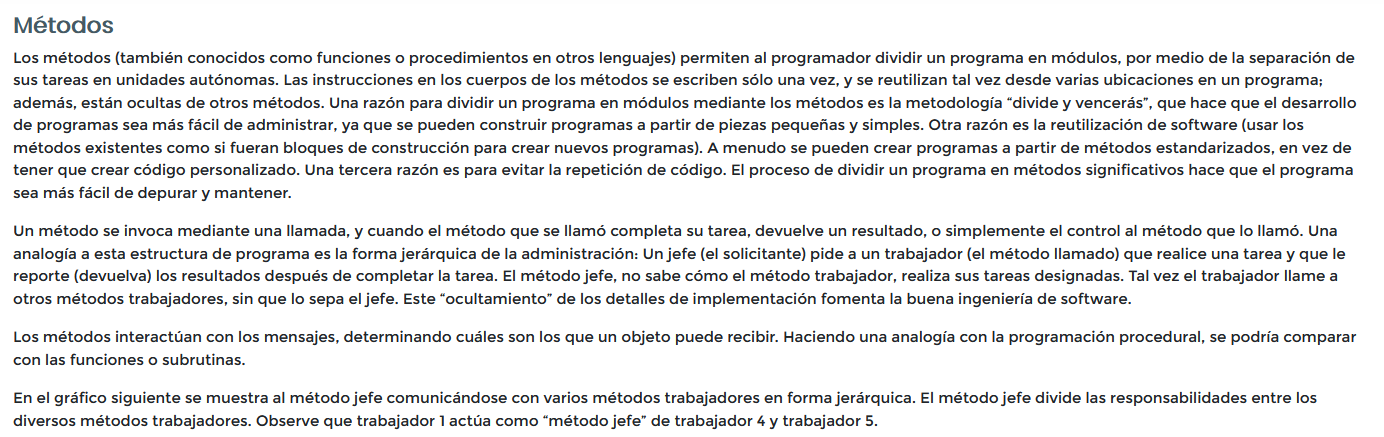 Métodos
Los métodos (también conocidos como funciones o procedimientos en otros lenguajes) permiten al programador dividir un programa en módulos, por medio de la separación de
sus tareas en unidades autónomas. Las instrucciones en los cuerpos de los métodos se escriben sólo una vez, y se reutilizan tal vez desde varias ubicaciones en un programa;
además, están ocultas de otros métodos. Una razón para dividir un programa en módulos mediante los métodos es la metodología “divide y vencerás”, que hace que el desarrollo
de programas sea más fácil de administrar, ya que se pueden construir programas a partir de piezas pequeñas y simples. Otra razón es la reutilización de software (usar los
métodos existentes como si fueran bloques de construcción para crear nuevos programas). A menudo se pueden crear programas a partir de métodos estandarizados, en vez de
tener que crear código personalizado. Una tercera razón es para evitar la repetición de código. El proceso de dividir un programa en métodos significativos hace que el programa
sea más fácil de depurar y mantener.
Un método se invoca mediante una llamada, y cuando el método que se llamó completa su tarea, devuelve un resultado, o simplemente el control al método que lo llamó. Una
analogía a esta estructura de programa es la forma jerárquica de la administración: Un jefe (el solicitante) pide a un trabajador (el método llamado) que realice una tarea y que le
reporte (devuelva) los resultados después de completar la tarea. El método jefe, no sabe cómo el método trabajador, realiza sus tareas designadas. Tal vez el trabajador llame a
otros métodos trabajadores, sin que lo sepa el jefe. Este “ocultamiento” de los detalles de implementación fomenta la buena ingeniería de software.
Los métodos interactúan con los mensajes, determinando cuáles son los que un objeto puede recibir. Haciendo una analogía con la programación procedural, se podría comparar
con las funciones o subrutinas.
En el gráfico siguiente se muestra al método jefe comunicándose con varios métodos trabajadores en forma jerárquica. El método jefe divide las responsabilidades entre los
diversos métodos trabajadores. Observe que trabajador 1 actúa como “método jefe” de trabajador 4 y trabajador 5.